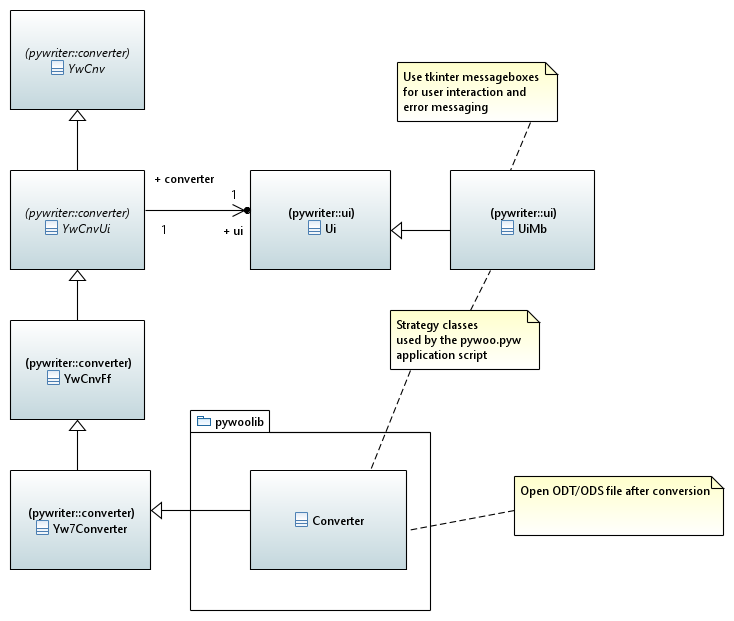 (pywriter::converter)
YwCnv
Use tkinter messageboxes
for user interaction and
error messaging
+ converter
1
(pywriter::converter)
YwCnvUi
1
+ ui
(pywriter::ui)
Ui
(pywriter::ui)
UiMb
Strategy classes
used by the pywoo.pyw
application script
(pywriter::converter)
YwCnvFf
pywoolib
(pywriter::converter)
Yw7Converter
Converter
Open ODT/ODS file after conversion